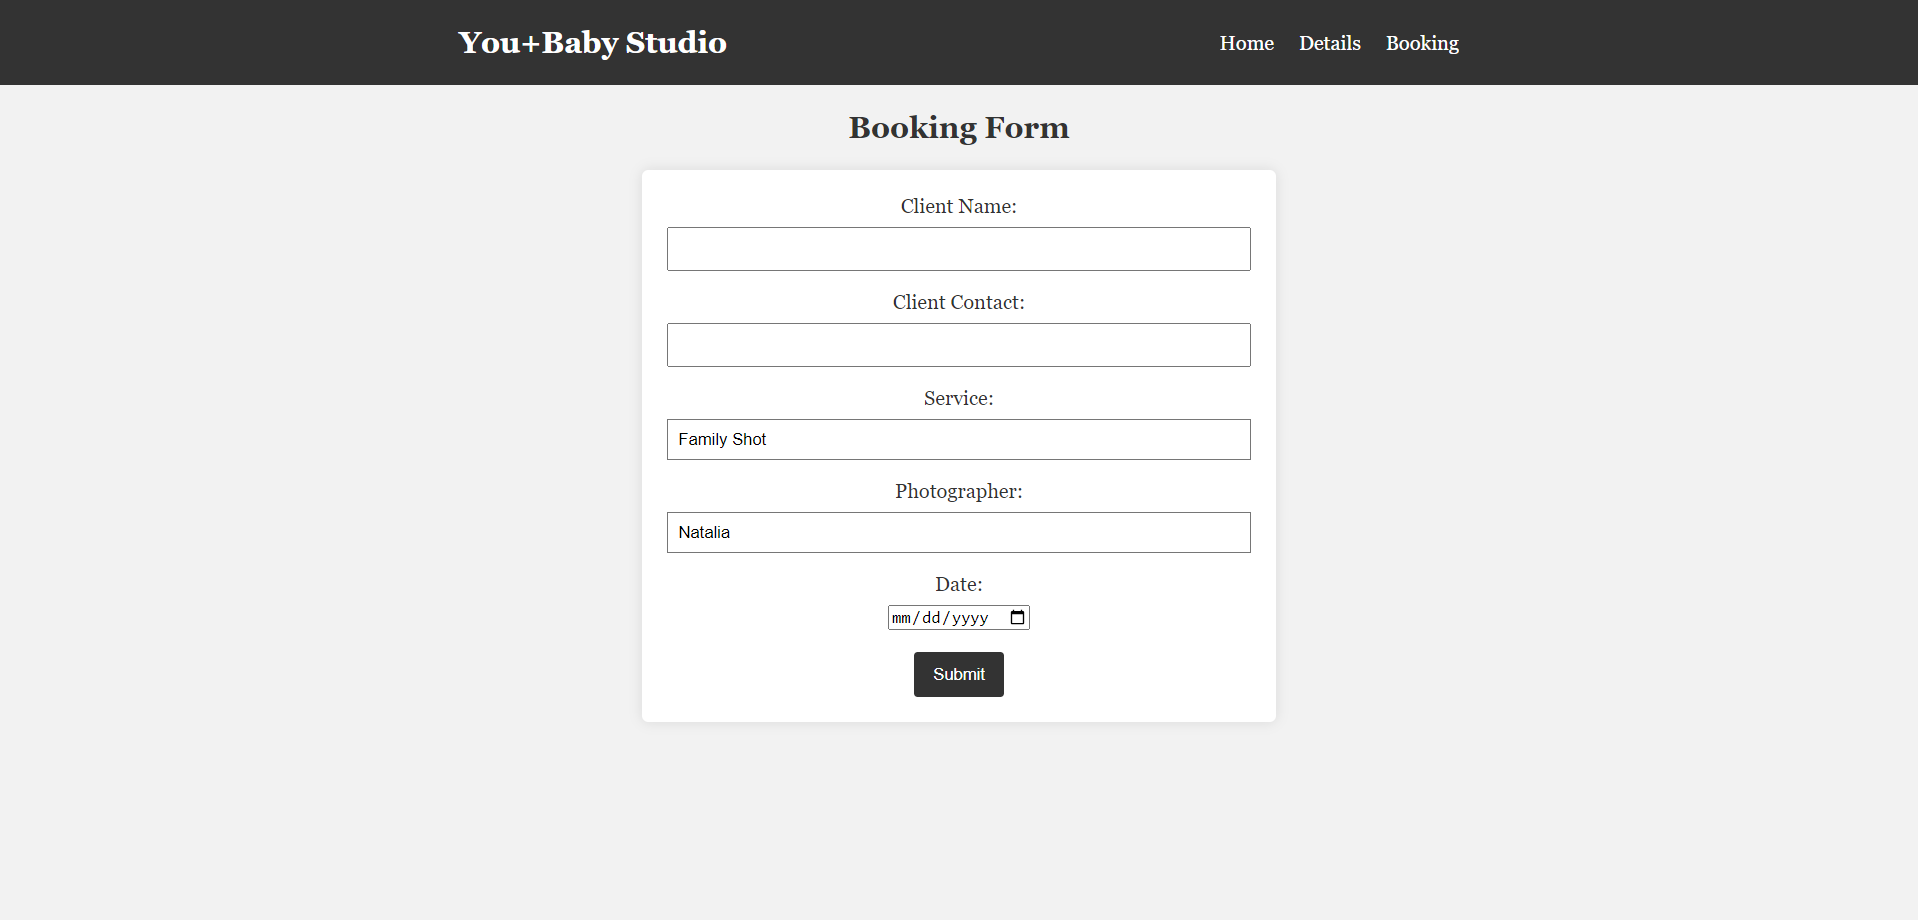 You+Baby Studio
Home Details Booking
Booking Form
Client Name:
Client Contact:
Service:
Family Shot
Photographer:
Natalia
Date:
mm/dd/yyyy
Submit